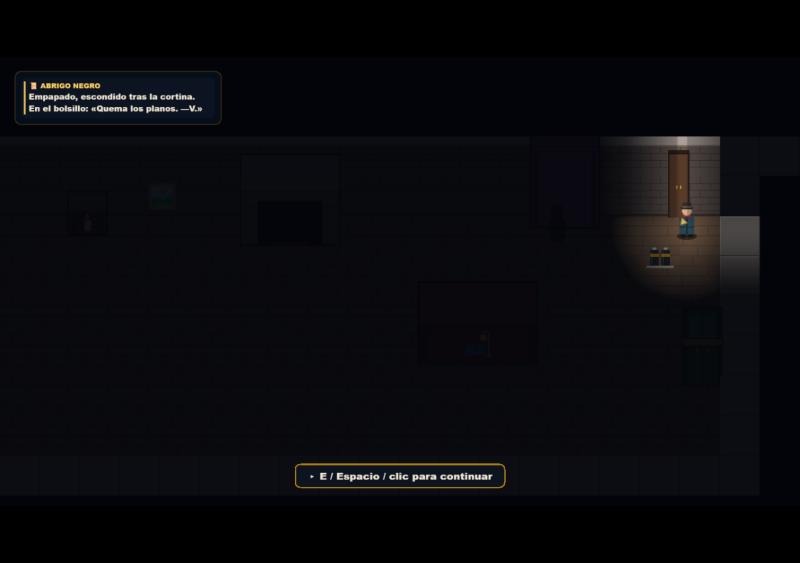 ABRIGO NEGRO
Empapado, escondido tras la cortina.
En el bolsillo: «Quema los planos. —V.»
E / Espacio / clic para continuar